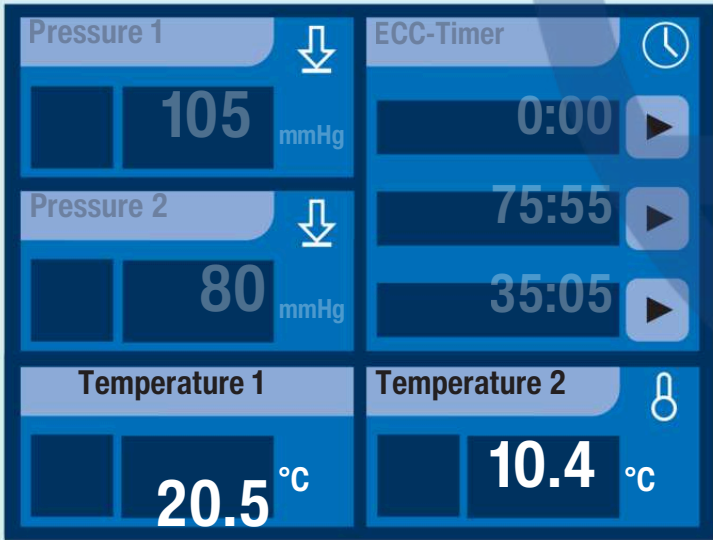 Pressure 1
105 mmHg
Pressure 2
80 mmHg
ECC-Timer
0:00
75:55
35:05
Temperature 1
20.5 °C
Temperature 2
10.4 °C